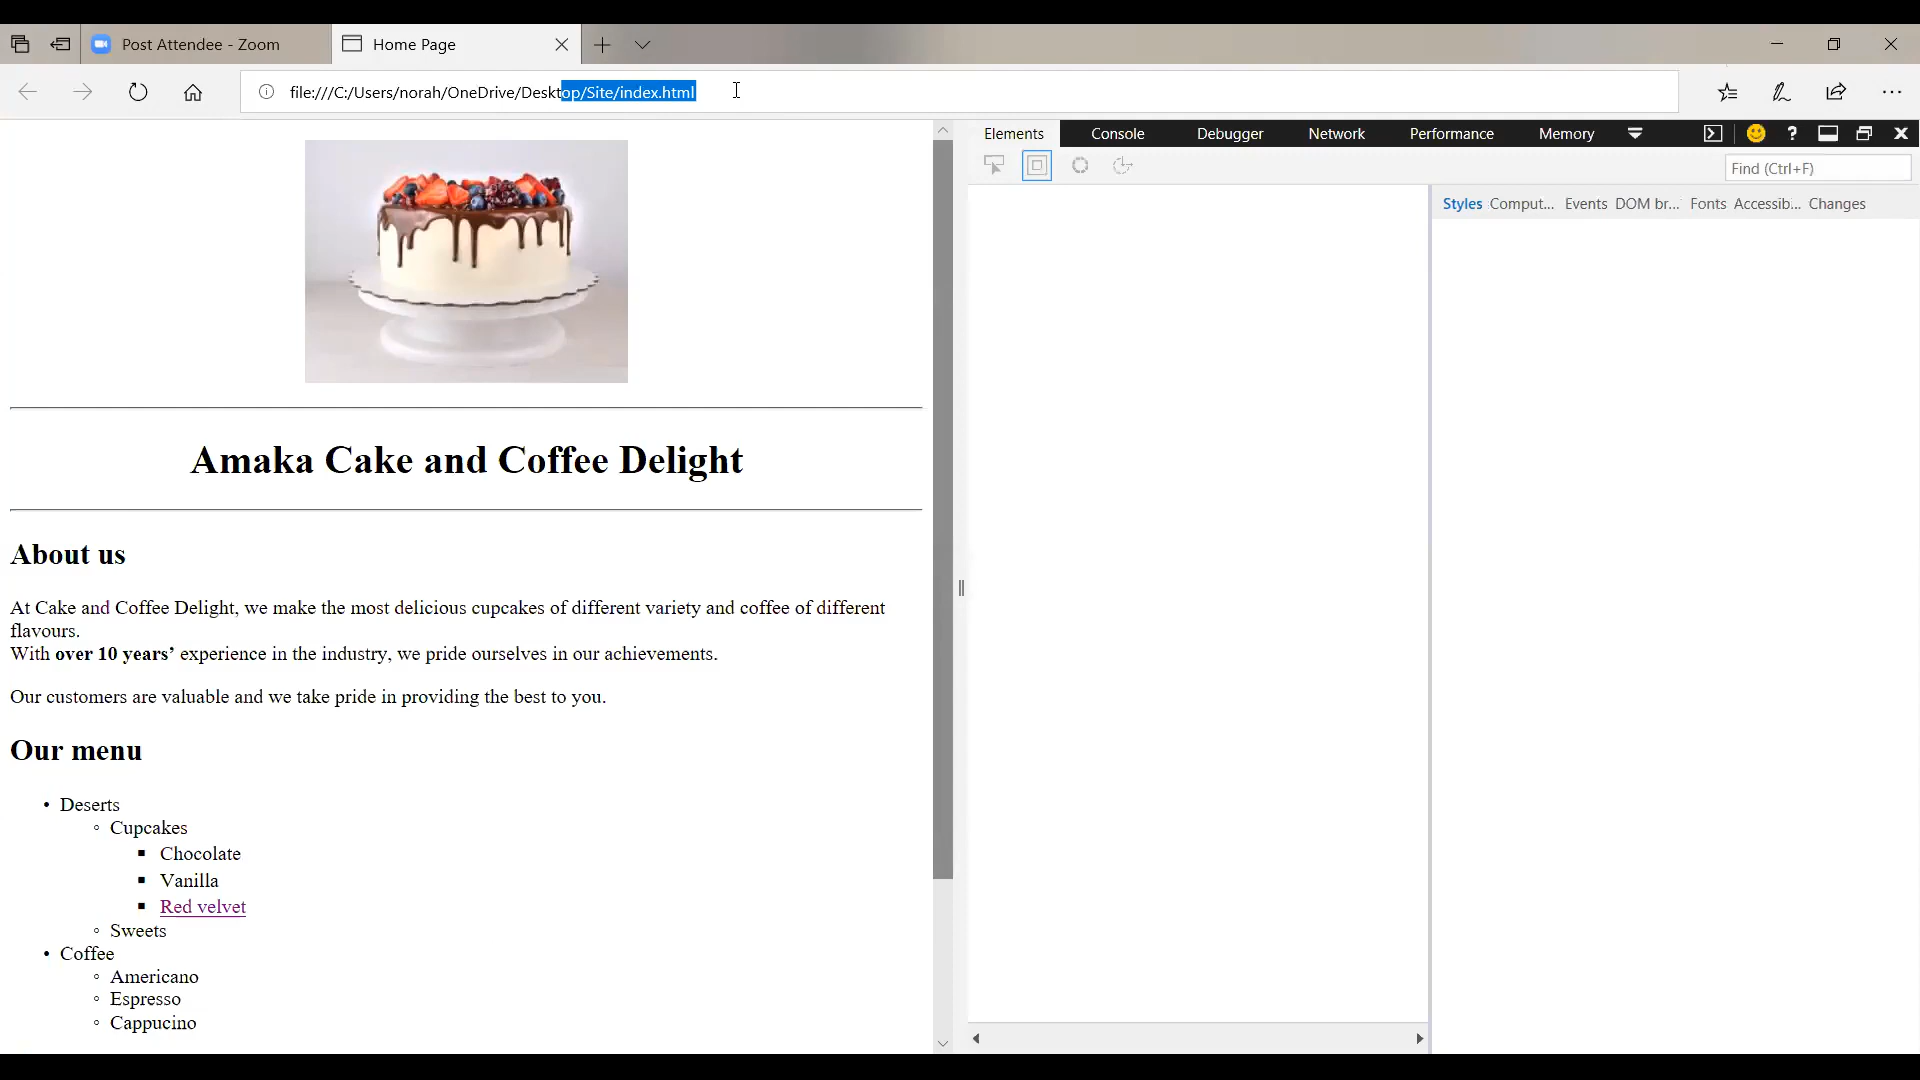 Post Attendee - Zoom
Home Page
file:///C:/Users/norah/OneDrive/Desktop/Site/index.html
Elements Console Debugger Network Performance Memory
Find (Ctrl+F)
Styles Comput... Events DOM br... Fonts Accessib... Changes
Amaka Cake and Coffee Delight
About us
At Cake and Coffee Delight, we make the most delicious cupcakes of different variety and coffee of different
flavours.
With over 10 years’ experience in the industry, we pride ourselves in our achievements.
Our customers are valuable and we take pride in providing the best to you.
Our menu
Deserts
Cupcakes
Chocolate
Vanilla
Red velvet
Sweets
Coffee
Americano
Espresso
Cappucino